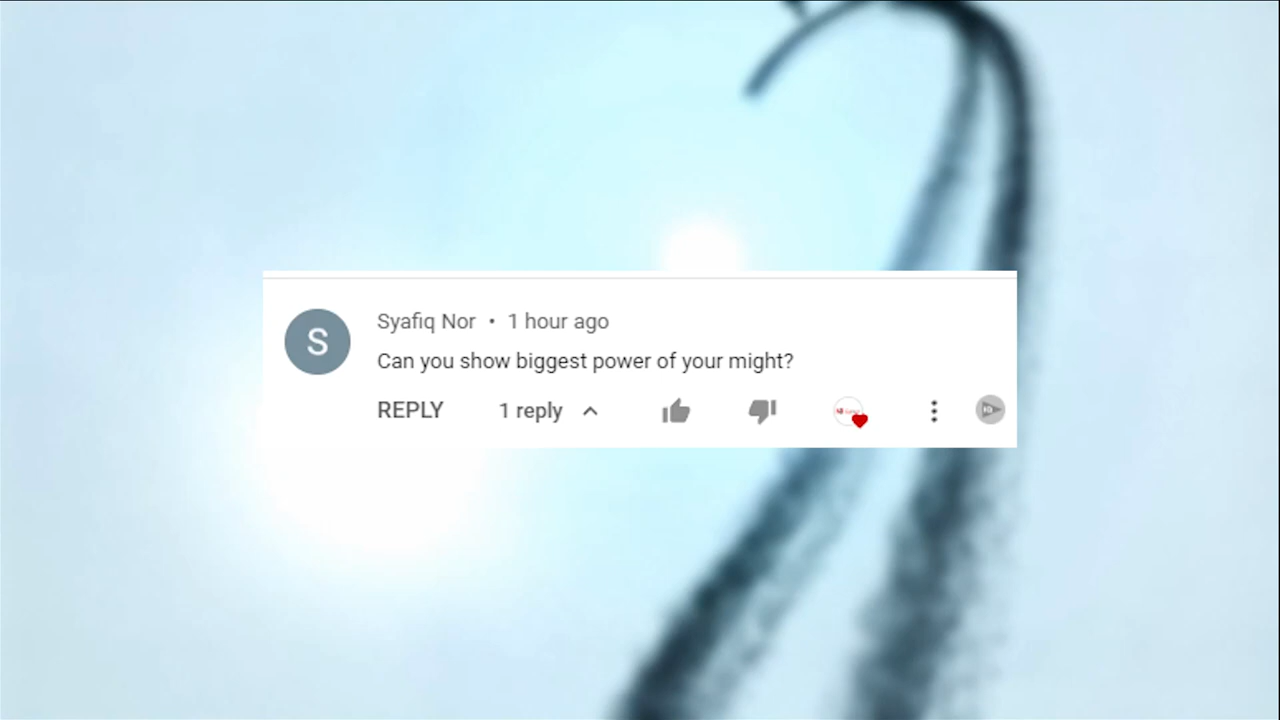 S
Syafiq Nor • 1 hour ago
Can you show biggest power of your might?
REPLY 1 reply